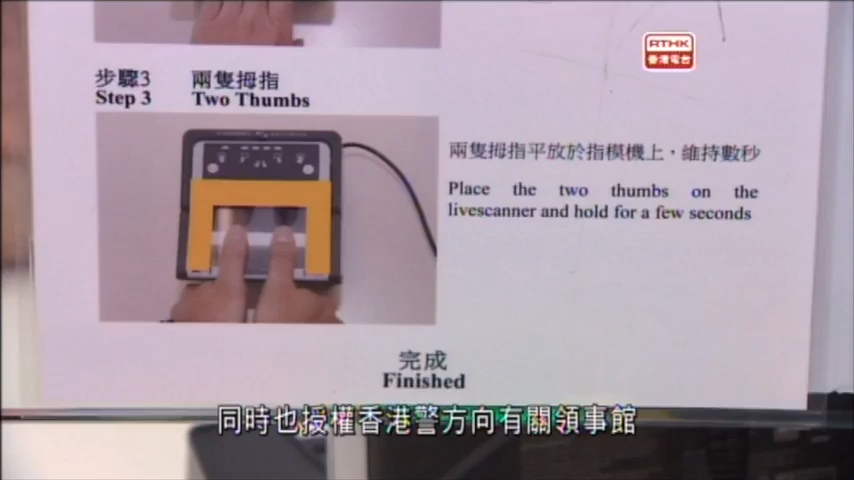 RTHK
香港電台
步驟3 兩隻拇指
Step 3 Two Thumbs
兩隻拇指平放於指模機上，維持數秒
Place the two thumbs on the
livescanner and hold for a few seconds
完成
Finished
同時也授權香港警方向有關領事館